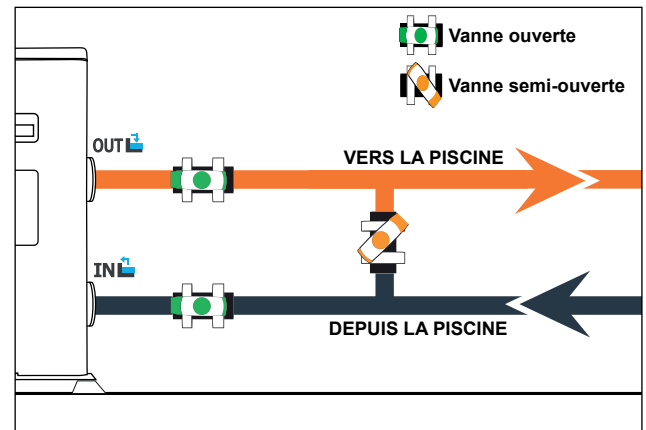 Vanne ouverte
Vanne semi-ouverte
OUT
VERS LA PISCINE
IN
DEPUIS LA PISCINE